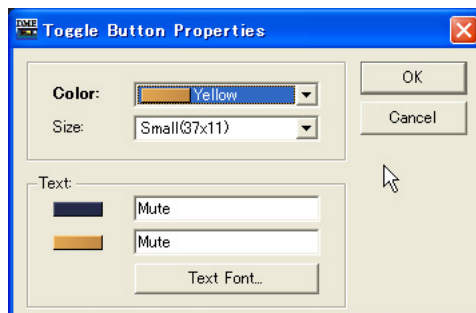 DME
Toggle Button Properties
Color: Yellow
OK
Size: Small(37x11)
Cancel
Text:
Mute
Mute
Text Font...